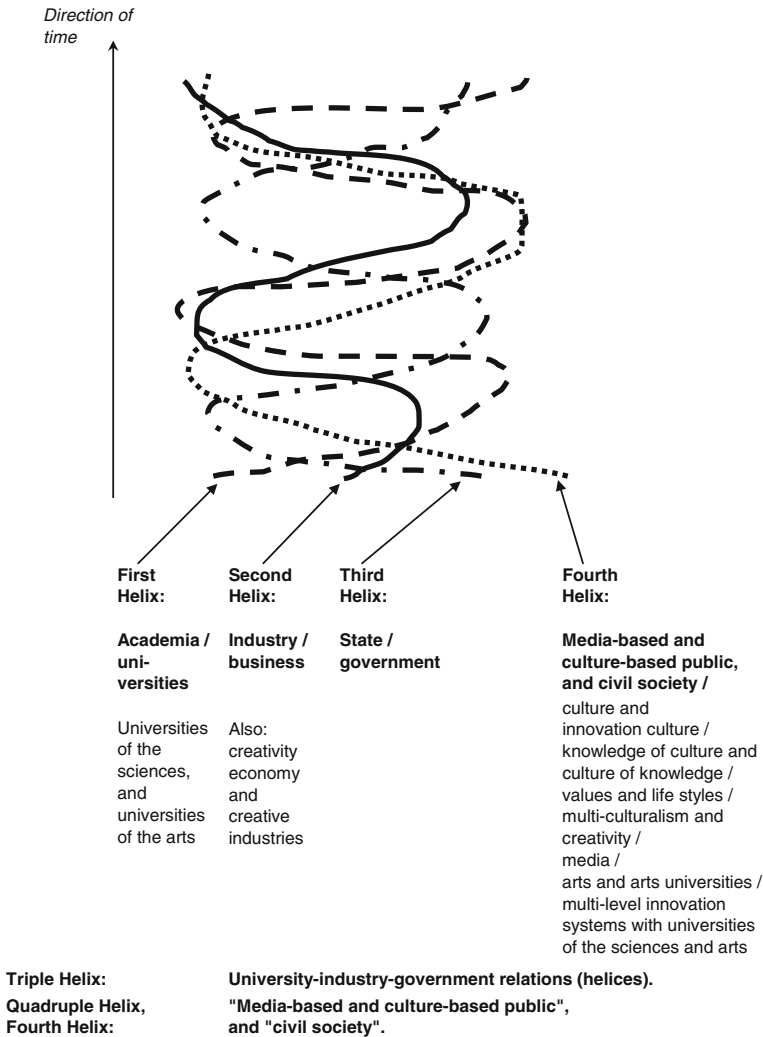 Direction of
time
First
Helix:
Academia /
uni-
versities
Universities
of the
sciences,
and
universities
of the arts
Second
Helix:
Industry /
business
Also:
creativity
economy
and
creative
industries
Third
Helix:
State /
government
Fourth
Helix:
Media-based and
culture-based public,
and civil society /
culture and
innovation culture /
knowledge of culture and
culture of knowledge /
values and life styles /
multi-culturalism and
creativity /
media /
arts and arts universities /
multi-level innovation
systems with universities
of the sciences and arts
Triple Helix: University-industry-government relations (helices).
Quadruple Helix, "Media-based and culture-based public",
Fourth Helix: and "civil society".